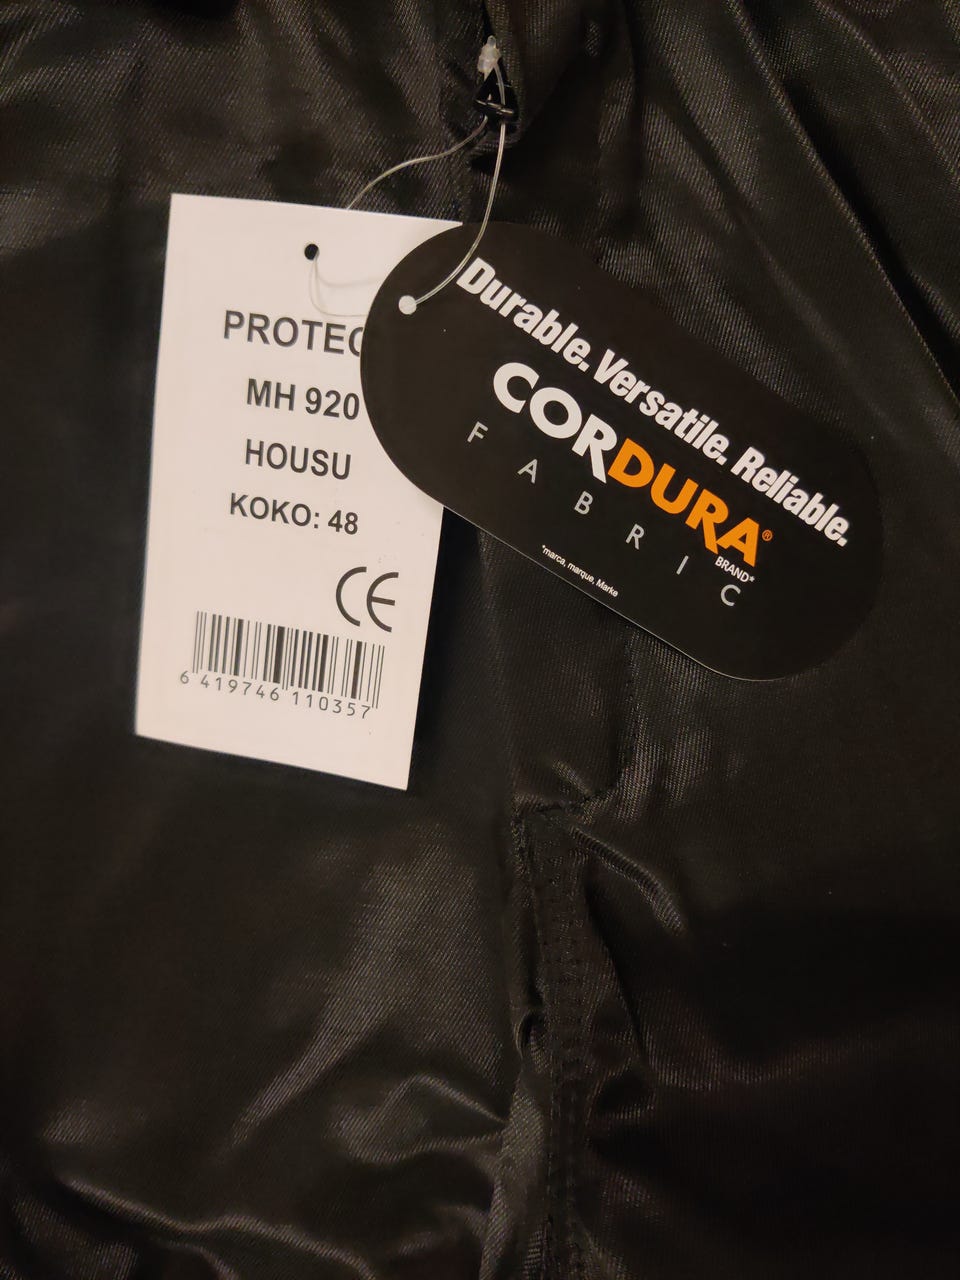 PROTEC
MH 920
HOUSU
KOKO: 48
CE
6 419746 110357
Durable. Versatile. Reliable.
CORDURA®
BRAND*
FABRIC
*marca, marque, Marke